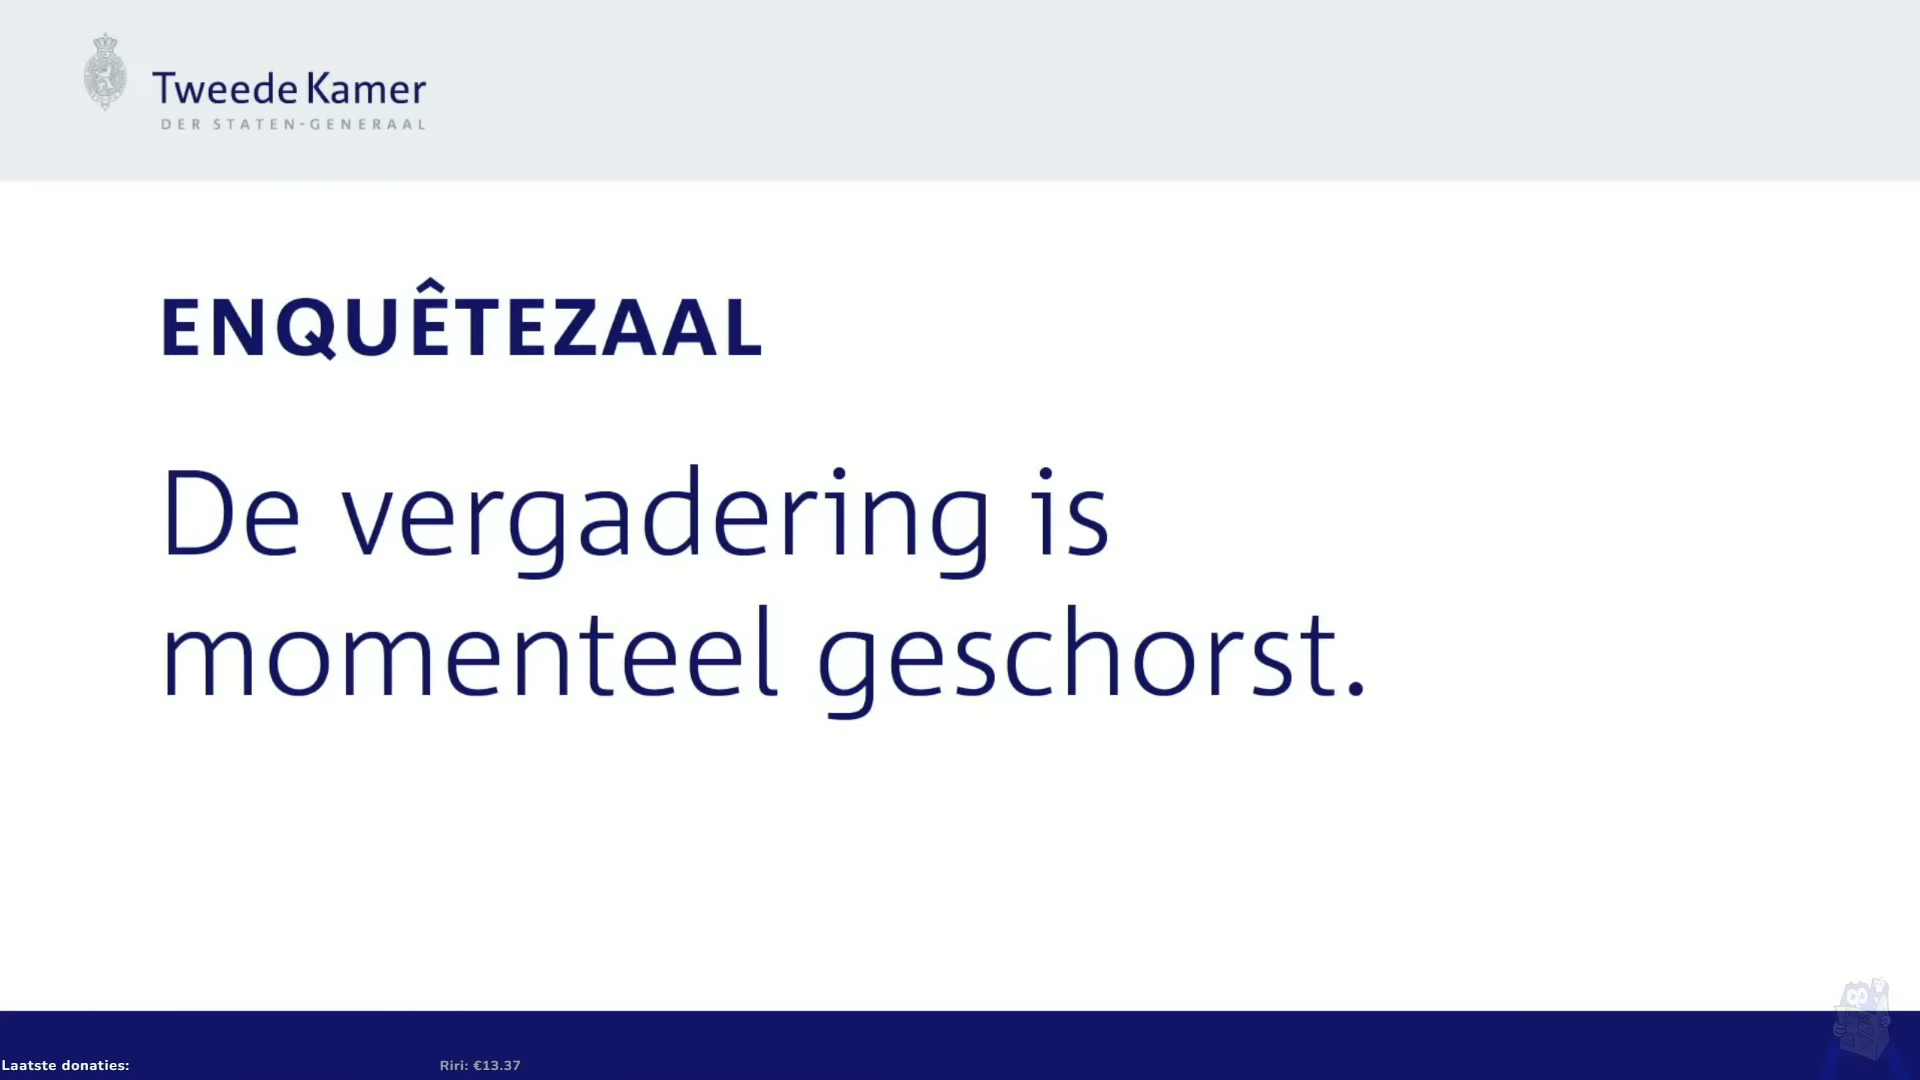 Tweede Kamer
DER STATEN-GENERAAL
ENQUÊTEZAAL
De vergadering is
momenteel geschorst.
Laatste donaties:
Riri: €13.37